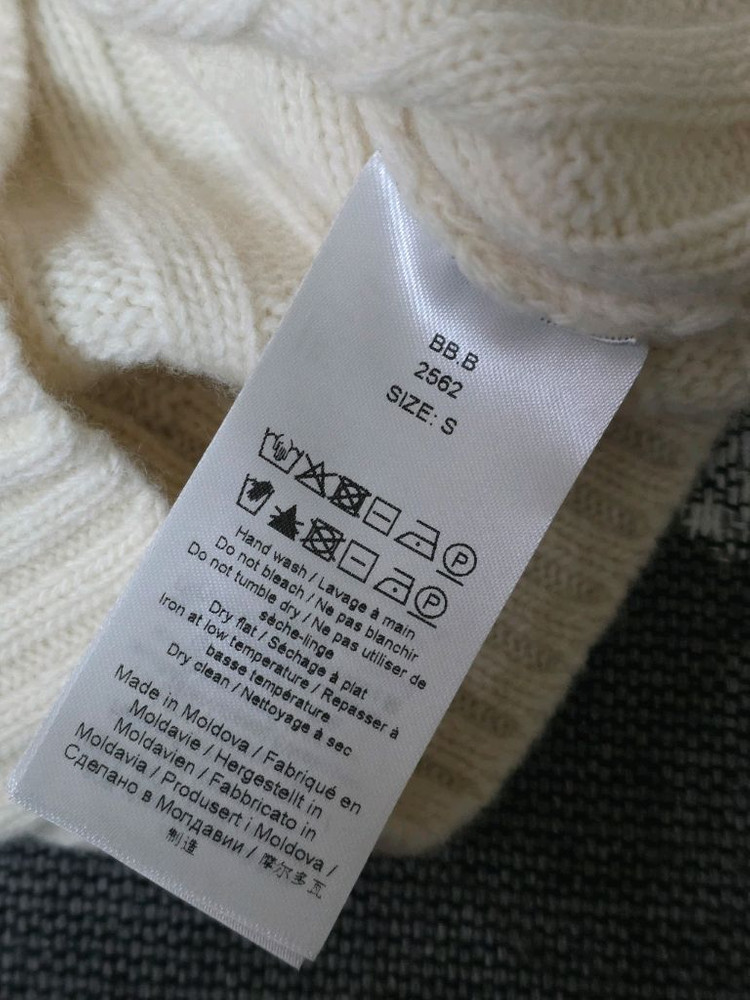 BB.B
2562
SIZE: S
P
P
Hand wash / Lavage à main
Do not bleach / Ne pas blanchir
Do not tumble dry / Ne pas utiliser de
sèche-linge
Dry flat / Séchage à plat
Iron at low temperature / Repasser à
basse température
Dry clean / Nettoyage à sec
Made in Moldova / Fabriqué en
Moldavie / Hergestellt in
Moldavien / Fabbricato in
Moldavia / Produsert i Moldova /
Сделано в Молдавии / 摩尔多瓦
制造